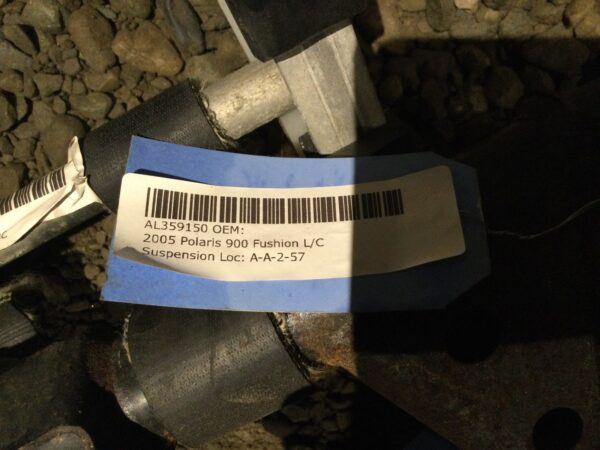 AL359150 OEM:
2005 Polaris 900 Fushion L/C
Suspension Loc: A-A-2-57